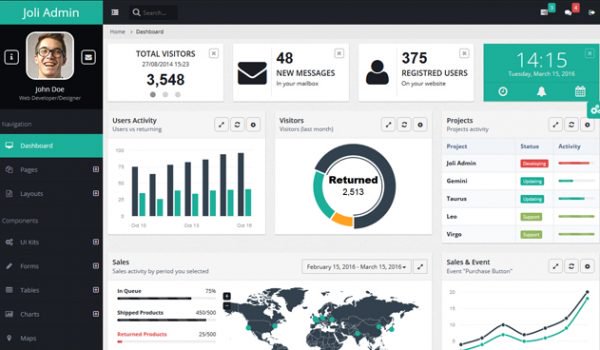 Joli Admin
Search...
1
4
John Doe
Web Developer/Designer
Navigation
Dashboard
Pages
Layouts
Components
UI Kits
Forms
Tables
Charts
Maps
Home
Dashboard
TOTAL VISITORS
27/08/2014 15:23
3,548
48
NEW MESSAGES
In your mailbox
375
REGISTRED USERS
On your website
14:15
Tuesday, March 15, 2016
Users Activity
Users vs returning
100
75
50
25
0
Oct 10
Oct 13
Oct 18
Visitors
Visitors (last month)
Returned
2,513
Projects
Projects activity
Project Status Activity
Joli Admin Developing
Gemini Updating
Taurus Updating
Leo Support
Virgo Support
Sales
Sales activity by period you selected
February 15, 2016 - March 15, 2016
In Queue 75%
Shipped Products 450/500
Returned Products 25/500
Sales & Event
Event "Purchase Button"
20
15
10
5